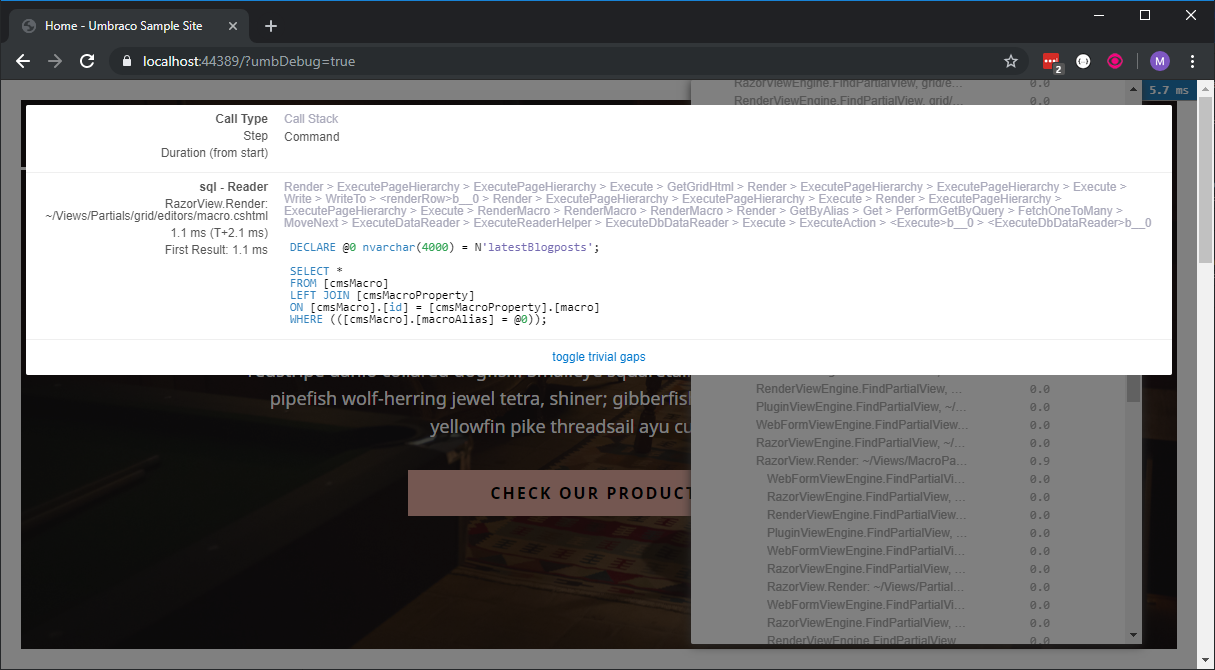 Home - Umbraco Sample Site
localhost:44389/?umbDebug=true
2
M
RazorViewEngine.FindPartialView, grid/e... 0.0
RenderViewEngine.FindPartialView, grid/... 0.0
5.7 ms
Call Type Call Stack
Step Command
Duration (from start)
sql - Reader
RazorView.Render:
~/Views/Partials/grid/editors/macro.cshtml
1.1 ms (T+2.1 ms)
First Result: 1.1 ms
Render > ExecutePageHierarchy > ExecutePageHierarchy > Execute > GetGridHtml > Render > ExecutePageHierarchy > ExecutePageHierarchy > Execute >
Write > WriteTo > <renderRow>b__0 > Render > ExecutePageHierarchy > ExecutePageHierarchy > Execute > Render > ExecutePageHierarchy >
ExecutePageHierarchy > Execute > RenderMacro > RenderMacro > RenderMacro > Render > GetByAlias > Get > PerformGetByQuery > FetchOneToMany >
MoveNext > ExecuteDataReader > ExecuteReaderHelper > ExecuteDbDataReader > Execute > ExecuteAction > <Execute>b__0 > <ExecuteDbDataReader>b__0
DECLARE @0 nvarchar(4000) = N'latestBlogposts';
SELECT *
FROM [cmsMacro]
LEFT JOIN [cmsMacroProperty]
ON [cmsMacro].[id] = [cmsMacroProperty].[macro]
WHERE (([cmsMacro].[macroAlias] = @0));
toggle trivial gaps
pipefish wolf-herring jewel tetra, shiner; gibberfish
yellowfin pike threadsail ayu cu
CHECK OUR PRODUCT
RenderViewEngine.FindPartialView, ... 0.0
PluginViewEngine.FindPartialView, ~/... 0.0
WebFormViewEngine.FindPartialView... 0.0
RazorViewEngine.FindPartialView, ~/... 0.0
RazorView.Render: ~/Views/MacroPa... 0.9
WebFormViewEngine.FindPartialVi... 0.0
RazorViewEngine.FindPartialView, ... 0.0
RenderViewEngine.FindPartialView... 0.0
PluginViewEngine.FindPartialView, ... 0.0
WebFormViewEngine.FindPartialVi... 0.0
RazorViewEngine.FindPartialView, ... 0.0
RazorView.Render: ~/Views/Partial... 0.0
WebFormViewEngine.FindPartialVi... 0.0
RazorViewEngine.FindPartialView, ... 0.0
RenderViewEngine.FindPartialView 0.0